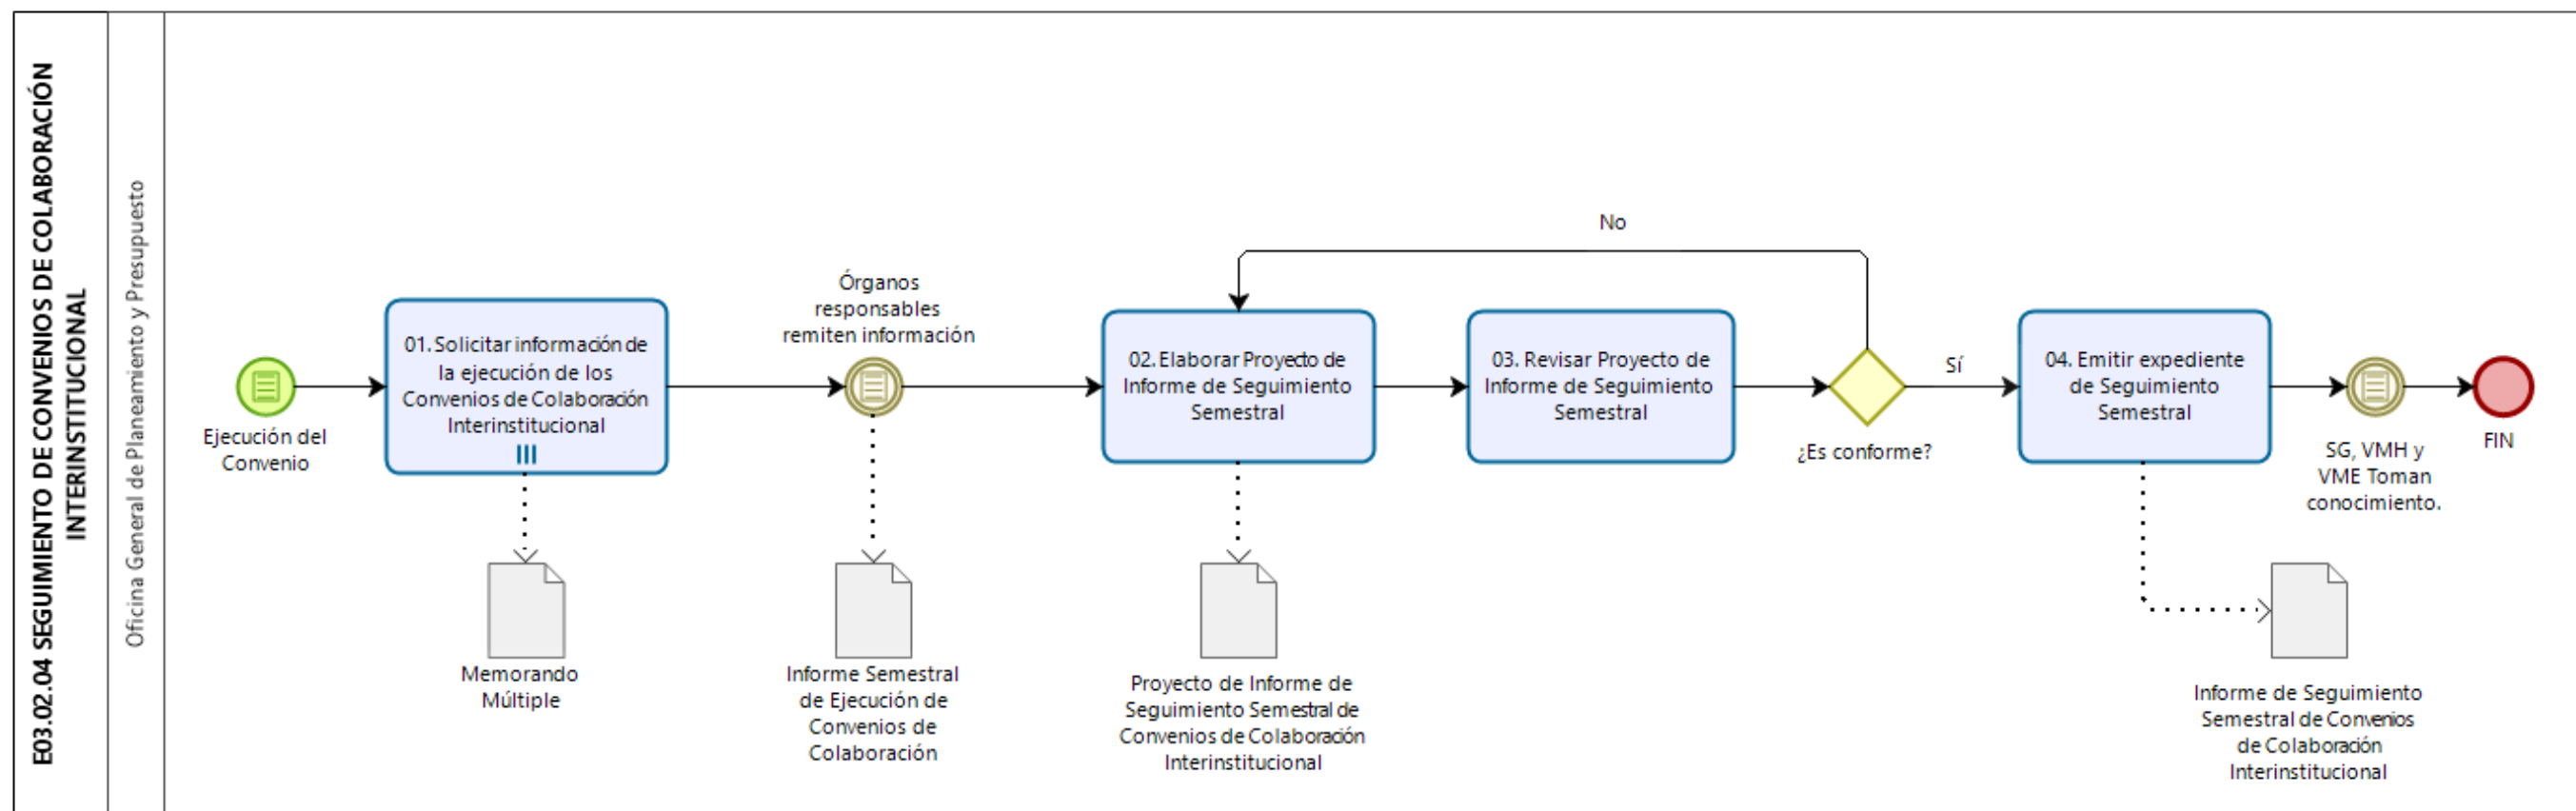 E03.02.04 SEGUIMIENTO DE CONVENIOS DE COLABORACIÓN
INTERINSTITUCIONAL
Oficina General de Planeamiento y Presupuesto
Ejecución del
Convenio
01. Solicitar información de
la ejecución de los
Convenios de Colaboración
Interinstitucional
Memorando
Múltiple
Órganos
responsables
remiten información
Informe Semestral
de Ejecución de
Convenios de
Colaboración
02. Elaborar Proyecto de
Informe de Seguimiento
Semestral
Proyecto de Informe de
Seguimiento Semestral de
Convenios de Colaboración
Interinstitucional
03. Revisar Proyecto de
Informe de Seguimiento
Semestral
No
¿Es conforme?
Sí
04. Emitir expediente
de Seguimiento
Semestral
Informe de Seguimiento
Semestral de Convenios
de Colaboración
Interinstitucional
SG, VMH y
VME Toman
conocimiento.
FIN